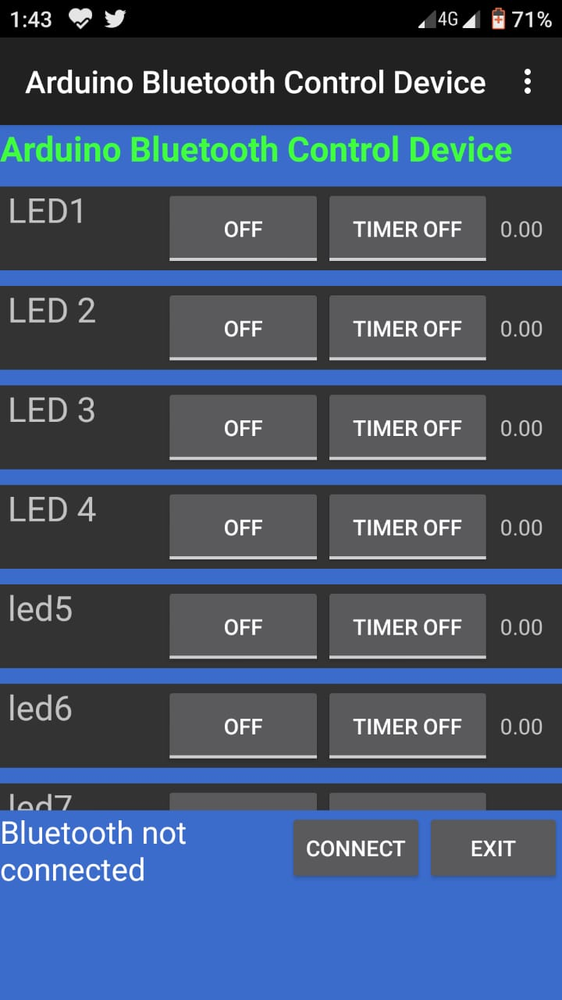 1:43 4G 71%
Arduino Bluetooth Control Device
Arduino Bluetooth Control Device
LED1 OFF TIMER OFF 0.00
LED 2 OFF TIMER OFF 0.00
LED 3 OFF TIMER OFF 0.00
LED 4 OFF TIMER OFF 0.00
led5 OFF TIMER OFF 0.00
led6 OFF TIMER OFF 0.00
led7
Bluetooth not
connected CONNECT EXIT